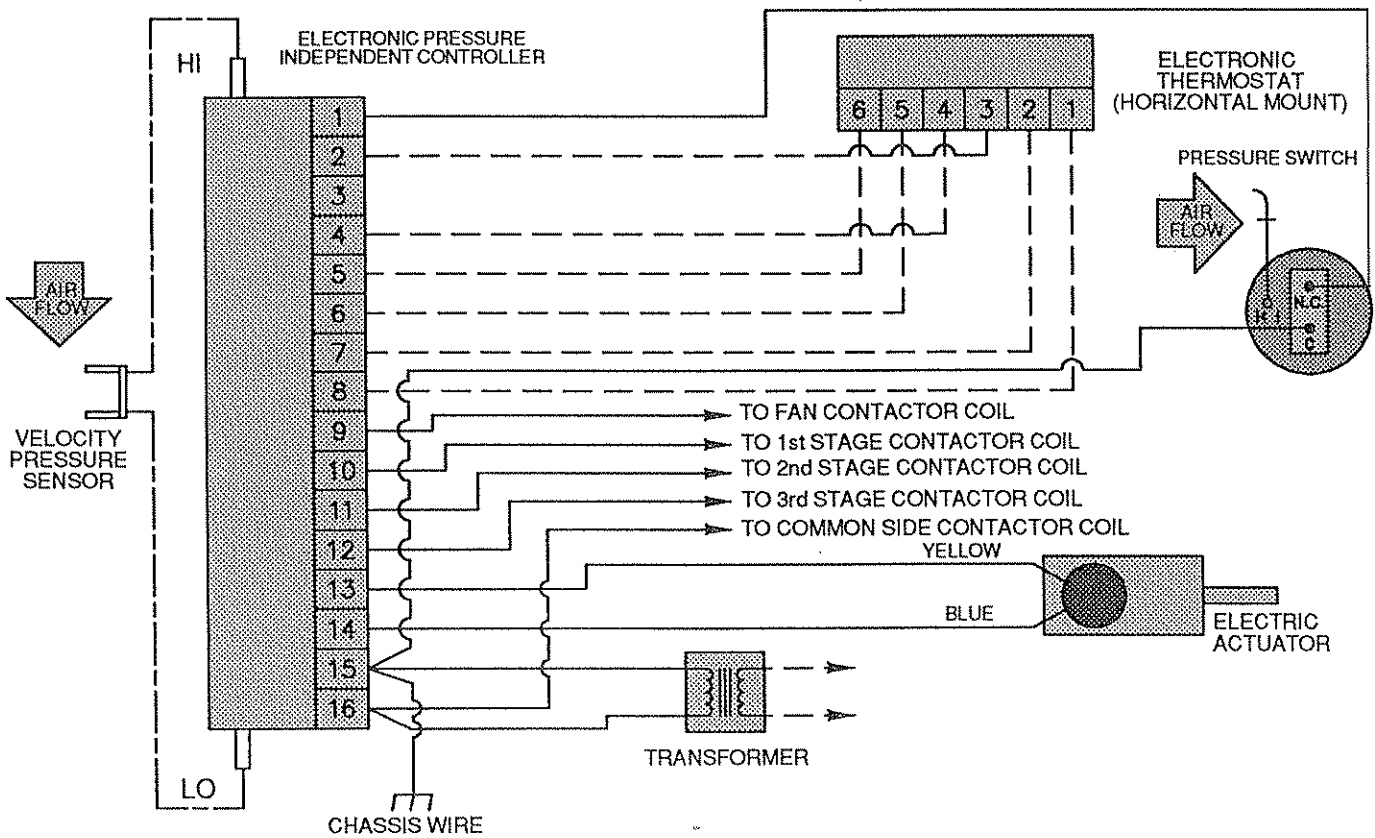 ELECTRONIC PRESSURE
INDEPENDENT CONTROLLER
HI
1
2
3
4
5
6
7
8
9
10
11
12
13
14
15
16
LO
AIR
FLOW
VELOCITY
PRESSURE
SENSOR
6 5 4 3 2 1
ELECTRONIC
THERMOSTAT
(HORIZONTAL MOUNT)
PRESSURE SWITCH
AIR
FLOW
H I
N.C.
C
TO FAN CONTACTOR COIL
TO 1st STAGE CONTACTOR COIL
TO 2nd STAGE CONTACTOR COIL
TO 3rd STAGE CONTACTOR COIL
TO COMMON SIDE CONTACTOR COIL
YELLOW
BLUE
ELECTRIC
ACTUATOR
TRANSFORMER
CHASSIS WIRE